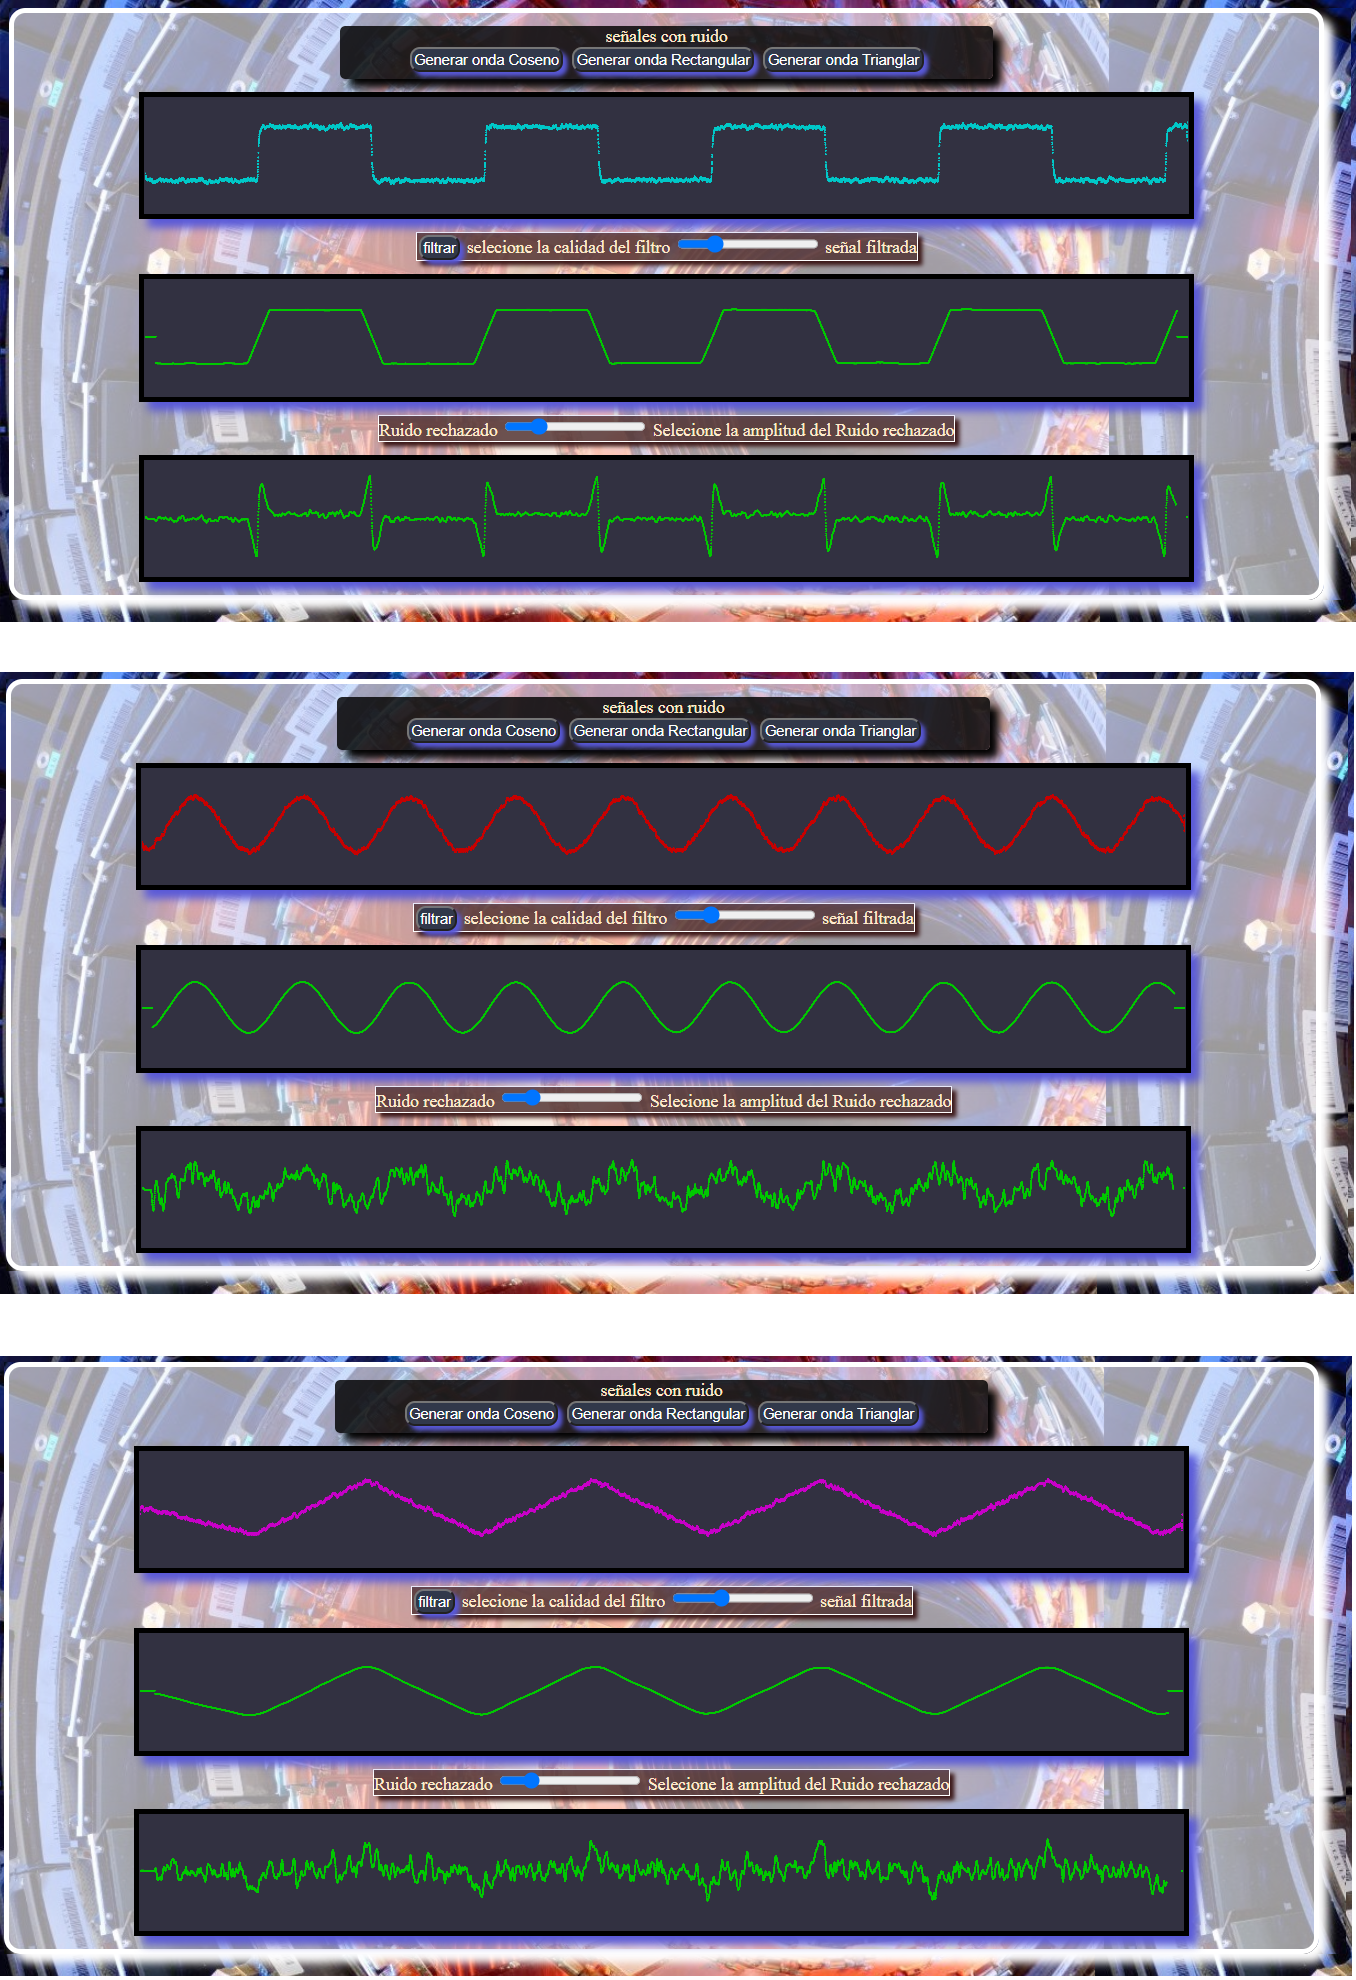 señales con ruido
Generar onda Coseno Generar onda Rectangular Generar onda Trianglar
filtrar selecione la calidad del filtro señal filtrada
Ruido rechazado Selecione la amplitud del Ruido rechazado
señales con ruido
Generar onda Coseno Generar onda Rectangular Generar onda Trianglar
filtrar selecione la calidad del filtro señal filtrada
Ruido rechazado Selecione la amplitud del Ruido rechazado
señales con ruido
Generar onda Coseno Generar onda Rectangular Generar onda Trianglar
filtrar selecione la calidad del filtro señal filtrada
Ruido rechazado Selecione la amplitud del Ruido rechazado